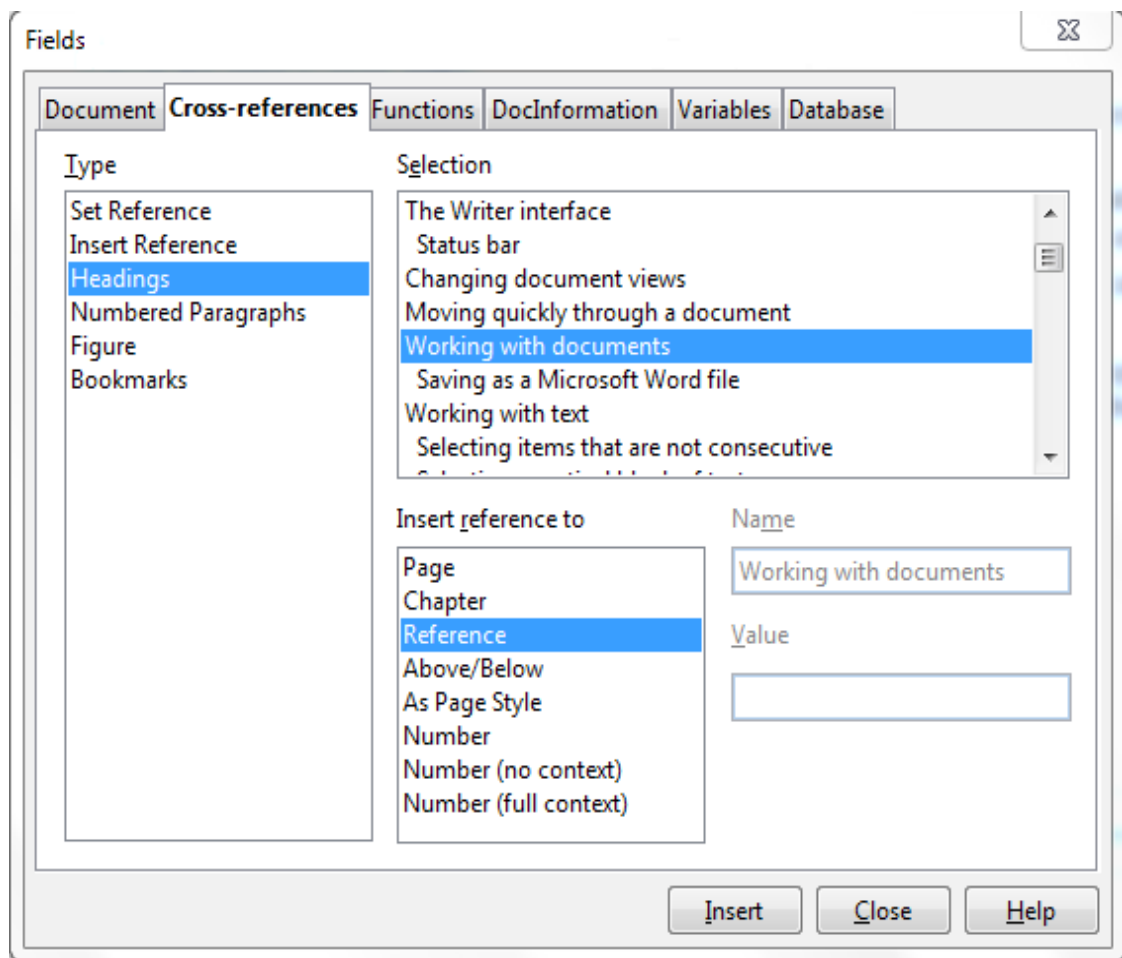 Fields
Document Cross-references Functions DocInformation Variables Database
Type
Set Reference
Insert Reference
Headings
Numbered Paragraphs
Figure
Bookmarks
Selection
The Writer interface
Status bar
Changing document views
Moving quickly through a document
Working with documents
Saving as a Microsoft Word file
Working with text
Selecting items that are not consecutive
Insert reference to
Page
Chapter
Reference
Above/Below
As Page Style
Number
Number (no context)
Number (full context)
Name
Working with documents
Value
Insert Close Help